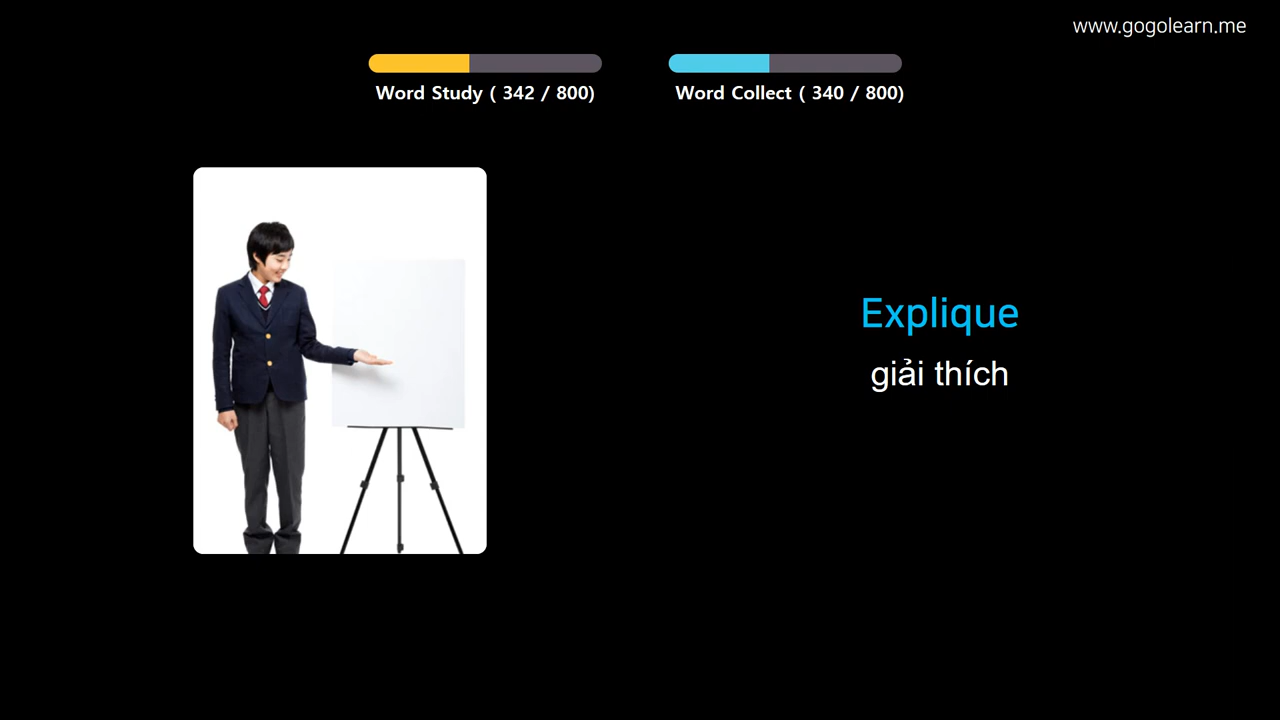 www.gogolearn.me
Word Study ( 342 / 800)
Word Collect ( 340 / 800)
Explique
giải thích